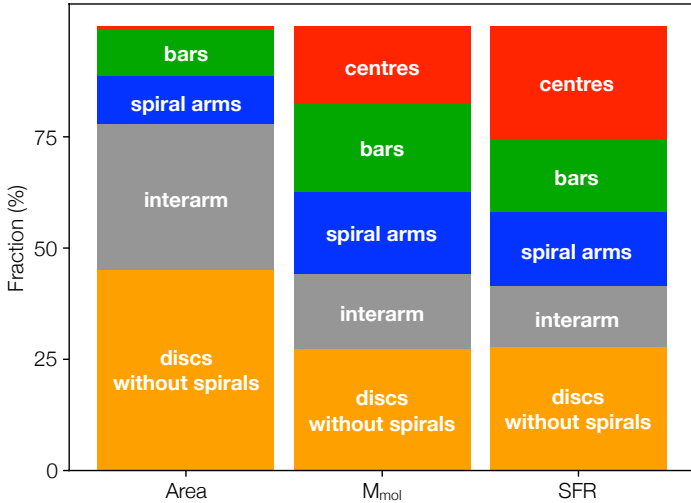 Fraction (%)
75
50
25
0
bars
spiral arms
interarm
discs
without spirals
centres
bars
spiral arms
interarm
discs
without spirals
centres
bars
spiral arms
interarm
discs
without spirals
Area
Mmol
SFR